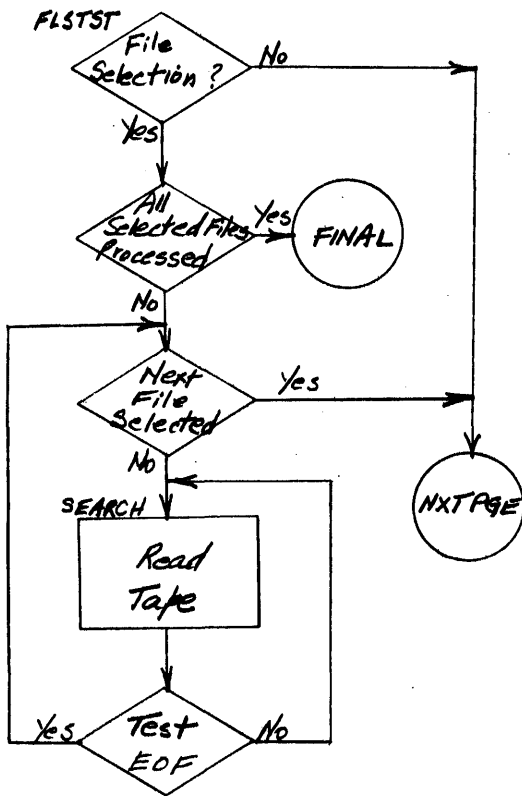 FLSTST
File
Selection ?
No
Yes
All
Selected Files
Processed
Yes
FINAL
No
Next
File
Selected
Yes
No
NXTPGE
SEARCH
Read
Tape
Yes
Test
EOF
No